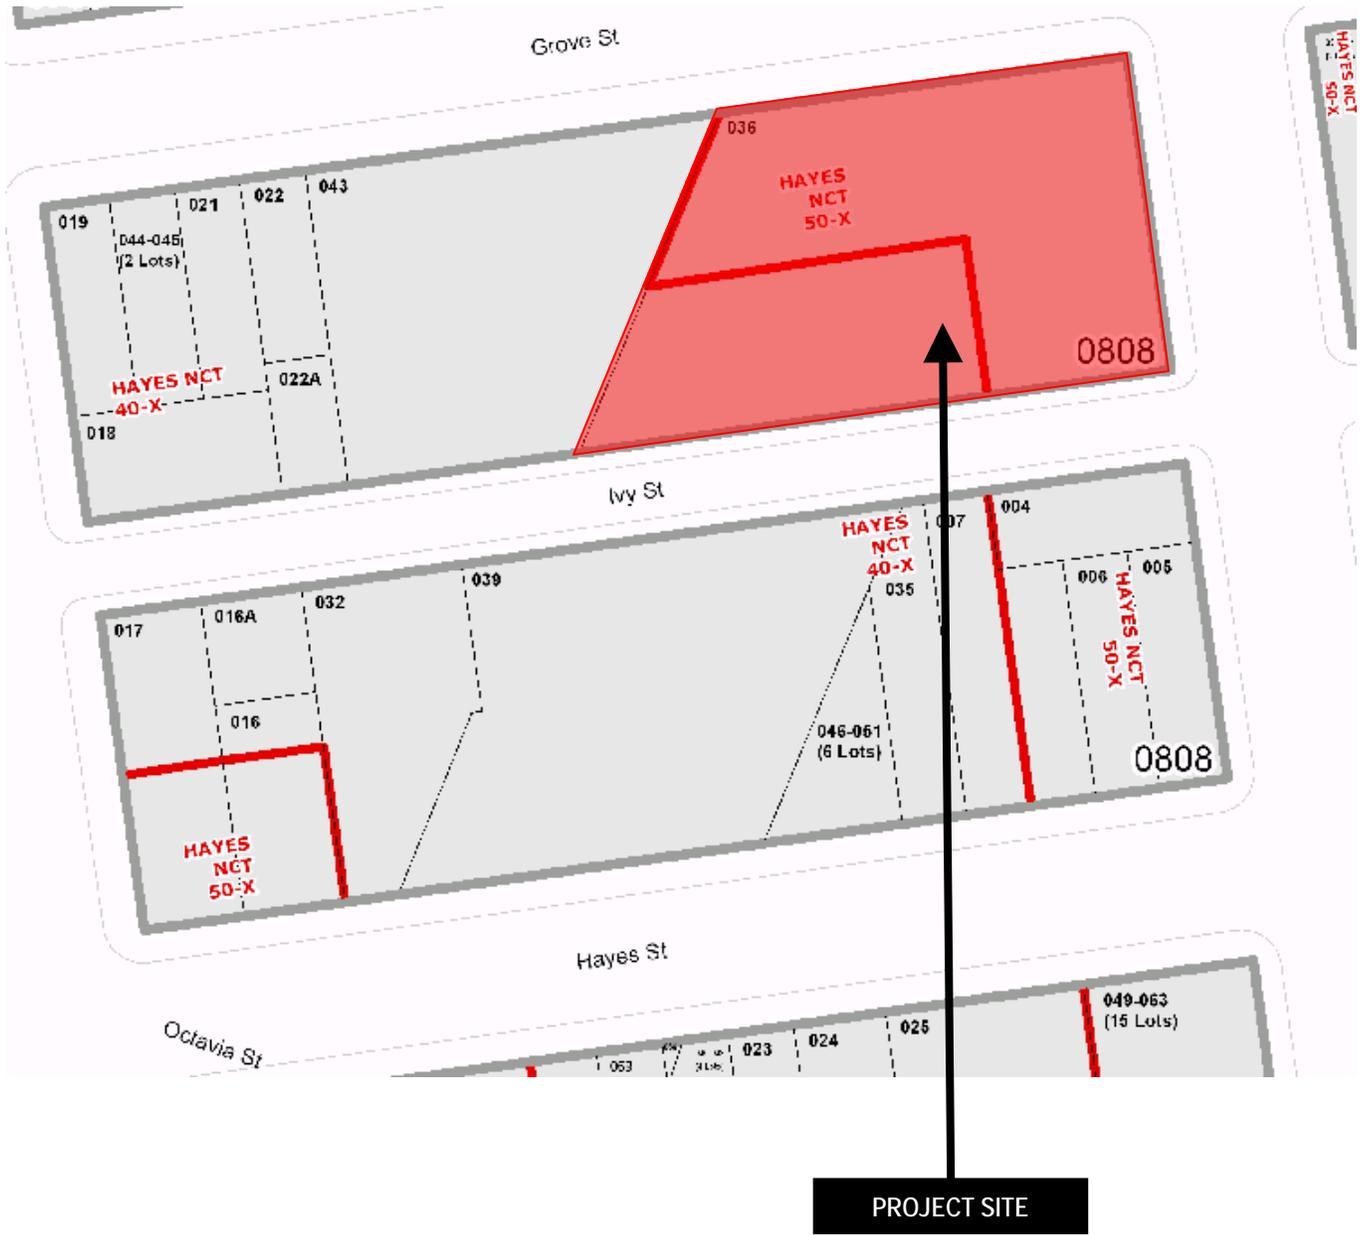 Grove St
HAYES NCT
50-X
036
HAYES
NCT
50-X
019
044-045
(2 Lots)
021
022
043
HAYES NCT
40-X
022A
018
0808
Ivy St
HAYES
NCT
40-X
007
004
035
006
005
HAYES NCT
50-X
017
016A
032
039
016
046-051
(6 Lots)
0808
HAYES
NCT
50-X
Hayes St
Octavia St
049-063
(15 Lots)
023
024
025
PROJECT SITE